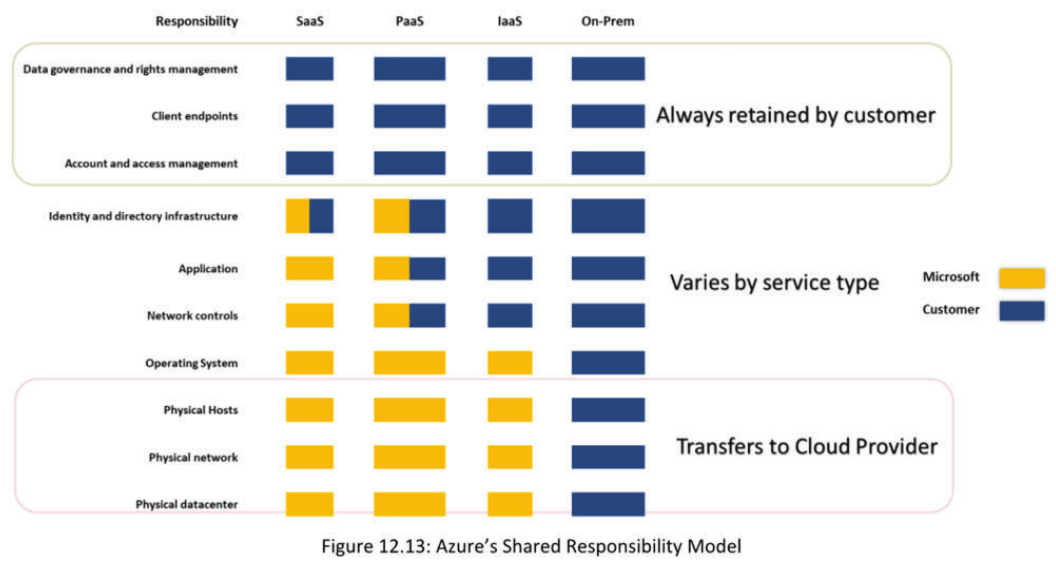 Responsibility SaaS PaaS IaaS On-Prem
Data governance and rights management
Client endpoints
Always retained by customer
Account and access management
Identity and directory infrastructure
Application
Varies by service type
Microsoft
Customer
Network controls
Operating System
Physical Hosts
Transfers to Cloud Provider
Physical network
Physical datacenter
Figure 12.13: Azure's Shared Responsibility Model